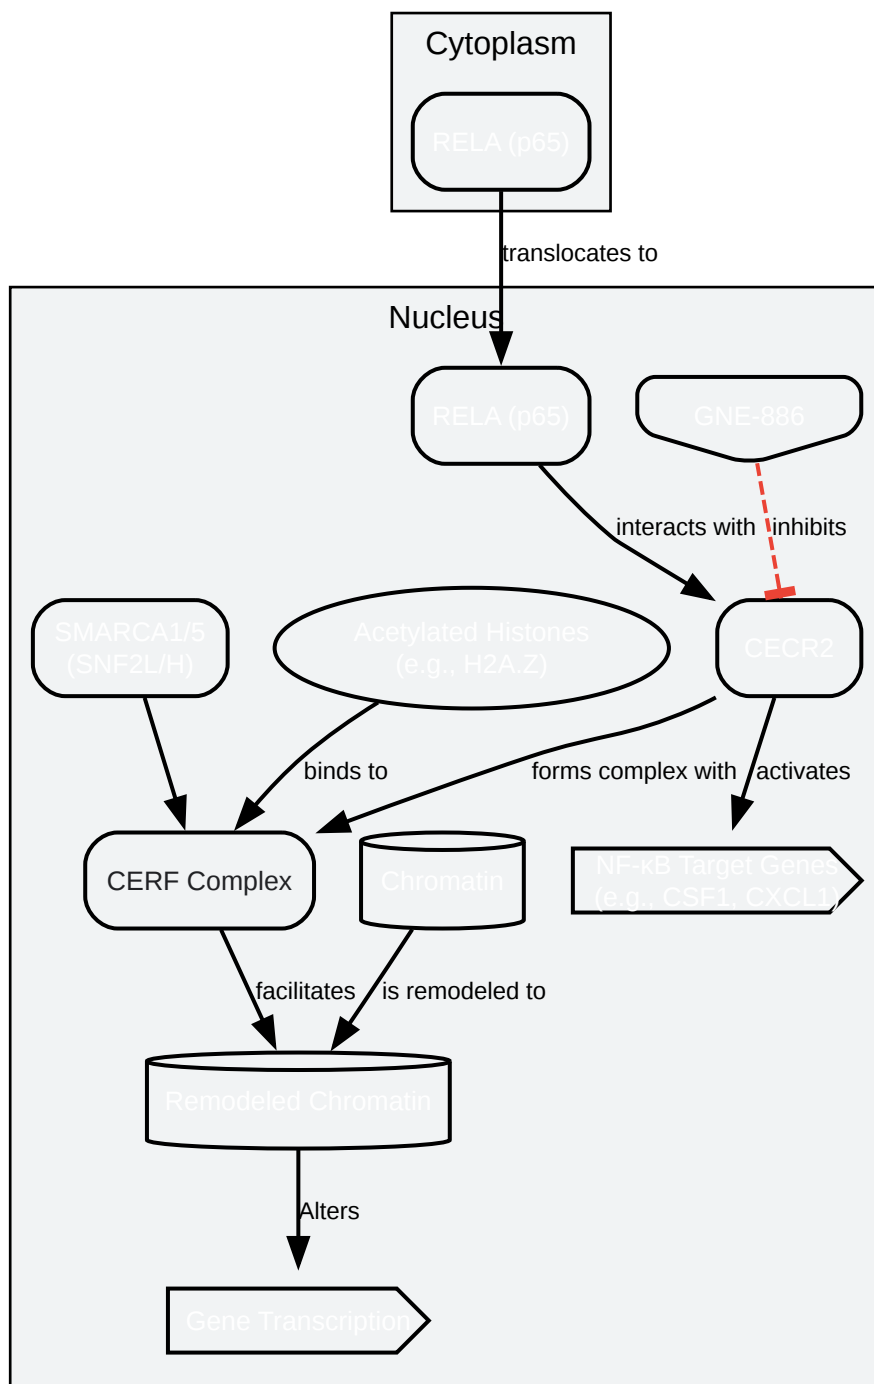 Cytoplasm
RELA (p65)
translocates to
Nucleus
RELA (p65)
GNE-886
interacts with
inhibits
SMARCA1/5
(SNF2L/H)
Acetylated Histones
(e.g., H2A.Z)
CECR2
binds to
forms complex with
activates
CERF Complex
Chromatin
NF-κB Target Genes
(e.g., CSF1, CXCL1)
facilitates
is remodeled to
Remodeled Chromatin
Alters
Gene Transcription